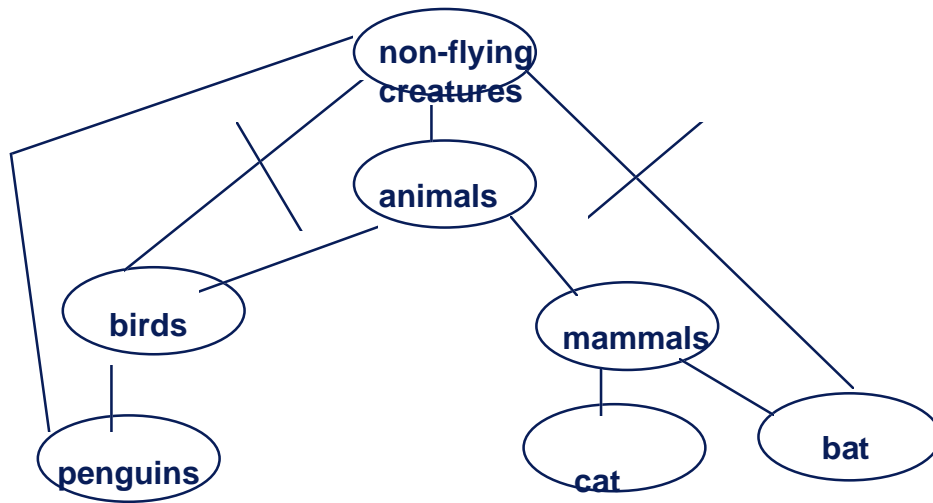 non-flying
creatures
animals
birds
mammals
penguins
cat
bat